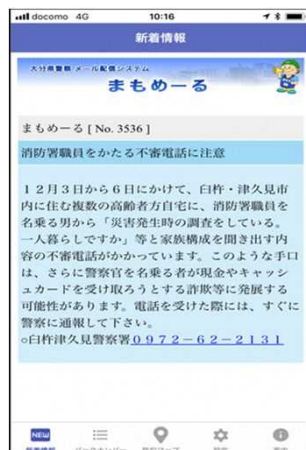 docomo 4G 10:16
新着情報
大分県警察 メール配信システム
まもめーる
まもめーる [ No. 3536 ]
消防署職員をかたる不審電話に注意
１２月３日から６日にかけて、臼杵・津久見市
内に住む複数の高齢者方自宅に、消防署職員を
名乗る男から「災害発生時の調査をしている。
一人暮らしですか」等と家族構成を聞き出す内
容の不審電話がかかっています。このような手口
は、さらに警察官を名乗る者が現金やキャッシ
ュカードを受け取ろうとする詐欺等に発展する
可能性があります。電話を受けた際には、すぐに
警察に通報して下さい。
○臼杵津久見警察署０９７２－６２－２１３１
NEW